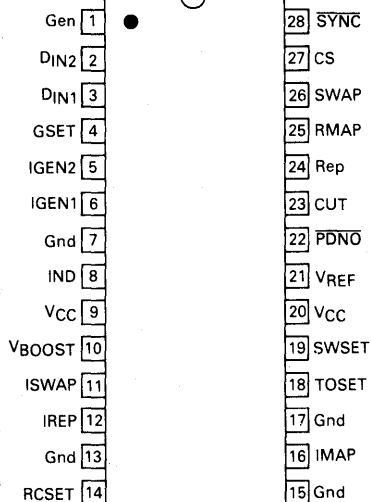 Gen 1
DIN2 2
DIN1 3
GSET 4
IGEN2 5
IGEN1 6
Gnd 7
IND 8
VCC 9
VBOOST 10
ISWAP 11
IREP 12
Gnd 13
RCSET 14
28 SYNC
27 CS
26 SWAP
25 RMAP
24 Rep
23 CUT
22 PDNO
21 VREF
20 VCC
19 SWSET
18 TOSET
17 Gnd
16 IMAP
15 Gnd